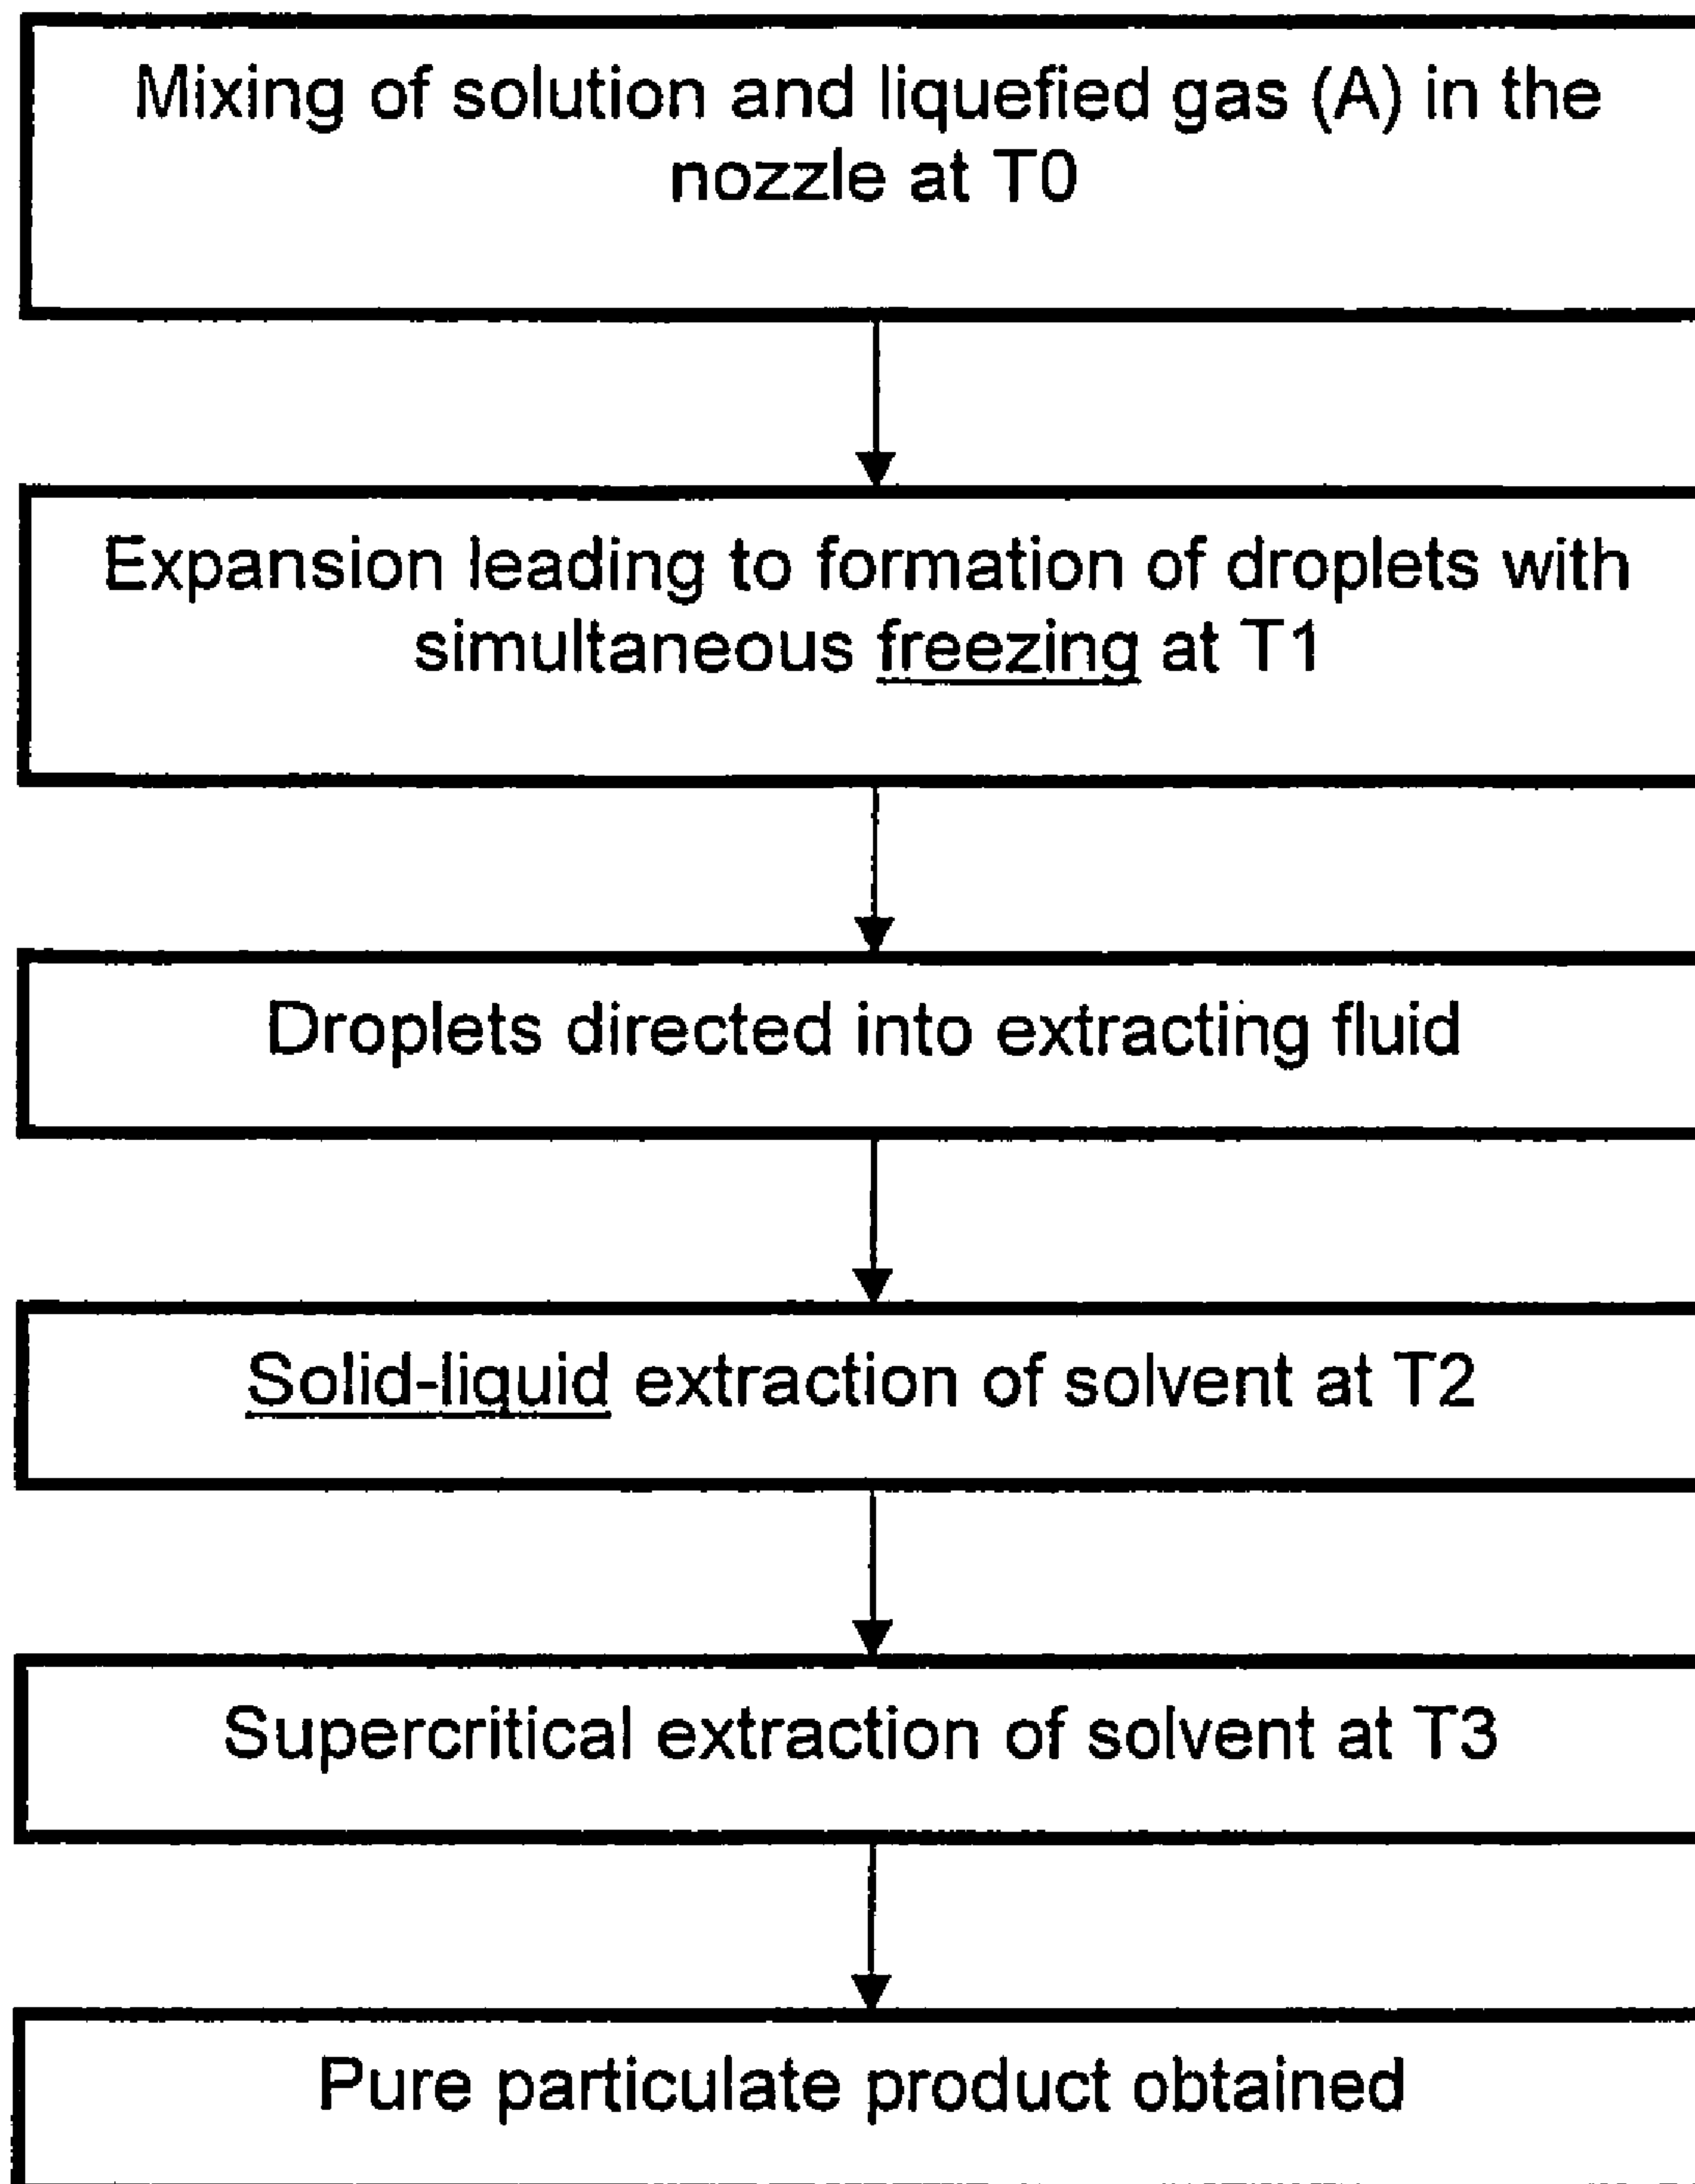 Mixing of solution and liquefied gas (A) in the
nozzle at T0
Expansion leading to formation of droplets with
simultaneous freezing at T1
Droplets directed into extracting fluid
Solid-liquid extraction of solvent at T2
Supercritical extraction of solvent at T3
Pure particulate product obtained